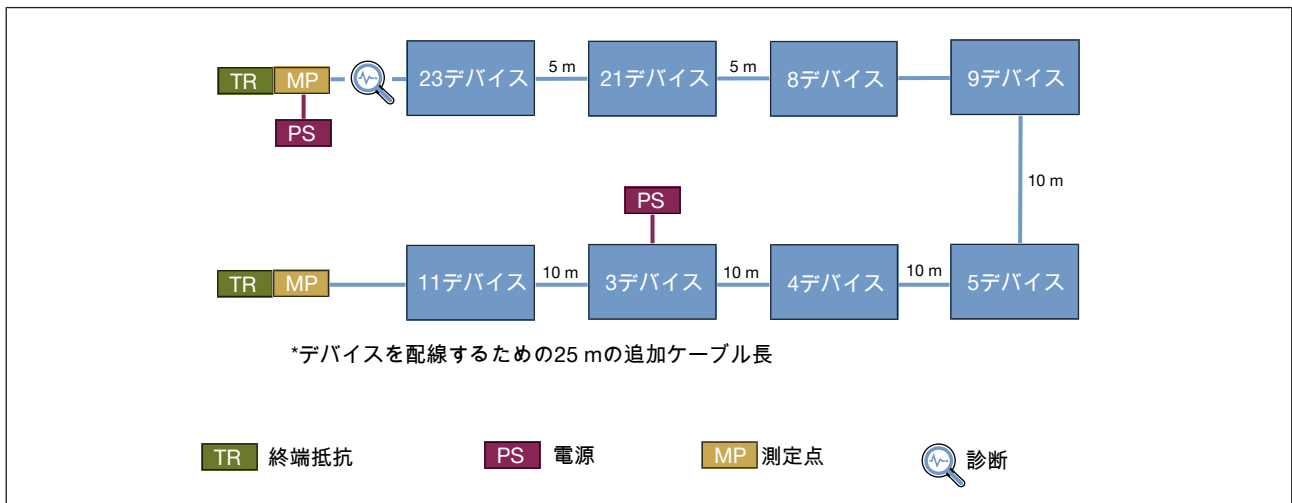 TR MP 23デバイス 5 m 21デバイス 5 m 8デバイス 9デバイス
PS
10 m
PS
TR MP 11デバイス 10 m 3デバイス 10 m 4デバイス 10 m 5デバイス
*デバイスを配線するための25 mの追加ケーブル長
TR 終端抵抗 PS 電源 MP 測定点 診断